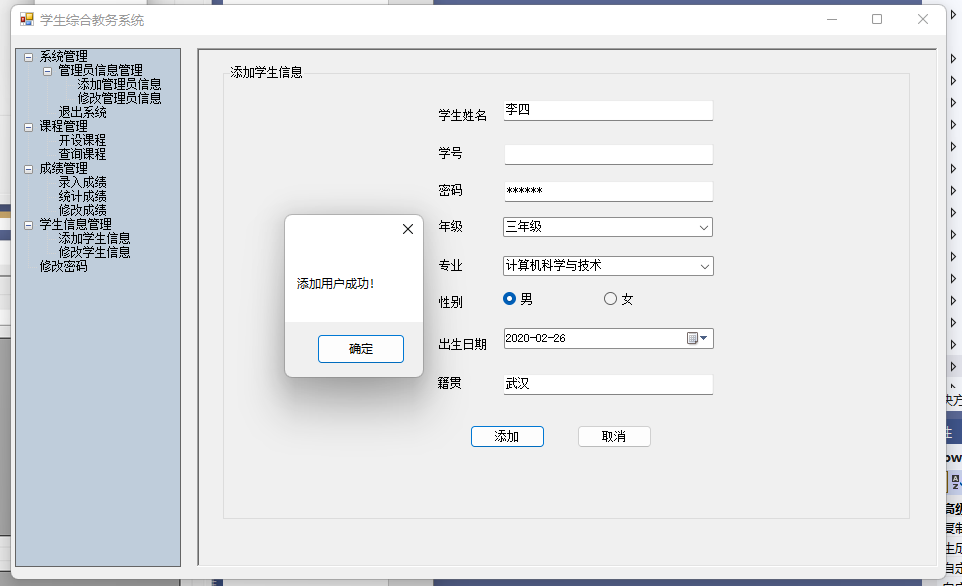 学生综合教务系统
系统管理
管理员信息管理
添加管理员信息
修改管理员信息
退出系统
课程管理
开设课程
查询课程
成绩管理
录入成绩
统计成绩
修改成绩
学生信息管理
添加学生信息
修改学生信息
修改密码
添加学生信息
学生姓名 李四
学号
密码 ******
年级 三年级
专业 计算机科学与技术
性别 男 女
出生日期 2020-02-26
籍贯 武汉
添加 取消
添加用户成功!
确定